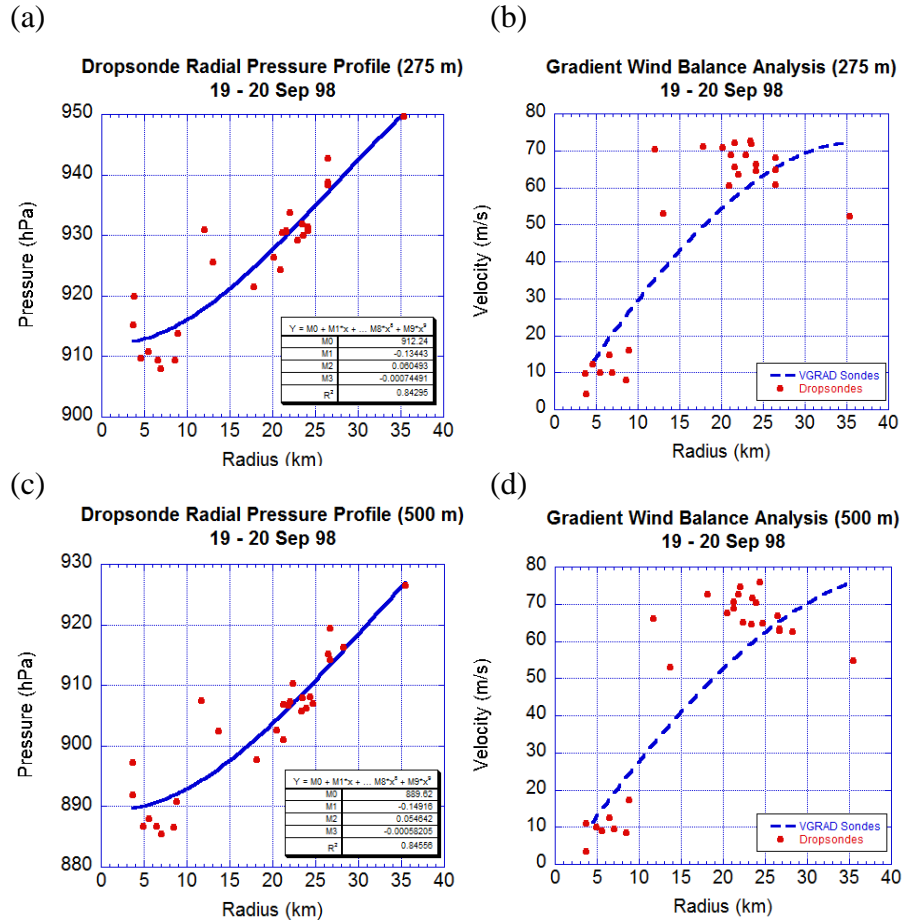 (a)
Dropsonde Radial Pressure Profile (275 m)
19 - 20 Sep 98
Pressure (hPa)
950
940
930
920
910
900
0 5 10 15 20 25 30 35 40
Radius (km)
Y = M0 + M1*x + ... M8*x⁸ + M9*x⁹
M0 912.24
M1 -0.13443
M2 0.060493
M3 -0.00074491
R² 0.84295
(b)
Gradient Wind Balance Analysis (275 m)
19 - 20 Sep 98
Velocity (m/s)
80
70
60
50
40
30
20
10
0
0 5 10 15 20 25 30 35 40
Radius (km)
VGRAD Sondes
Dropsondes
(c)
Dropsonde Radial Pressure Profile (500 m)
19 - 20 Sep 98
Pressure (hPa)
930
920
910
900
890
880
0 5 10 15 20 25 30 35 40
Radius (km)
Y = M0 + M1*x + ... M8*x⁸ + M9*x⁹
M0 889.62
M1 -0.14916
M2 0.054642
M3 -0.00058205
R² 0.84556
(d)
Gradient Wind Balance Analysis (500 m)
19 - 20 Sep 98
Velocity (m/s)
80
70
60
50
40
30
20
10
0
0 5 10 15 20 25 30 35 40
Radius (km)
VGRAD Sondes
Dropsondes